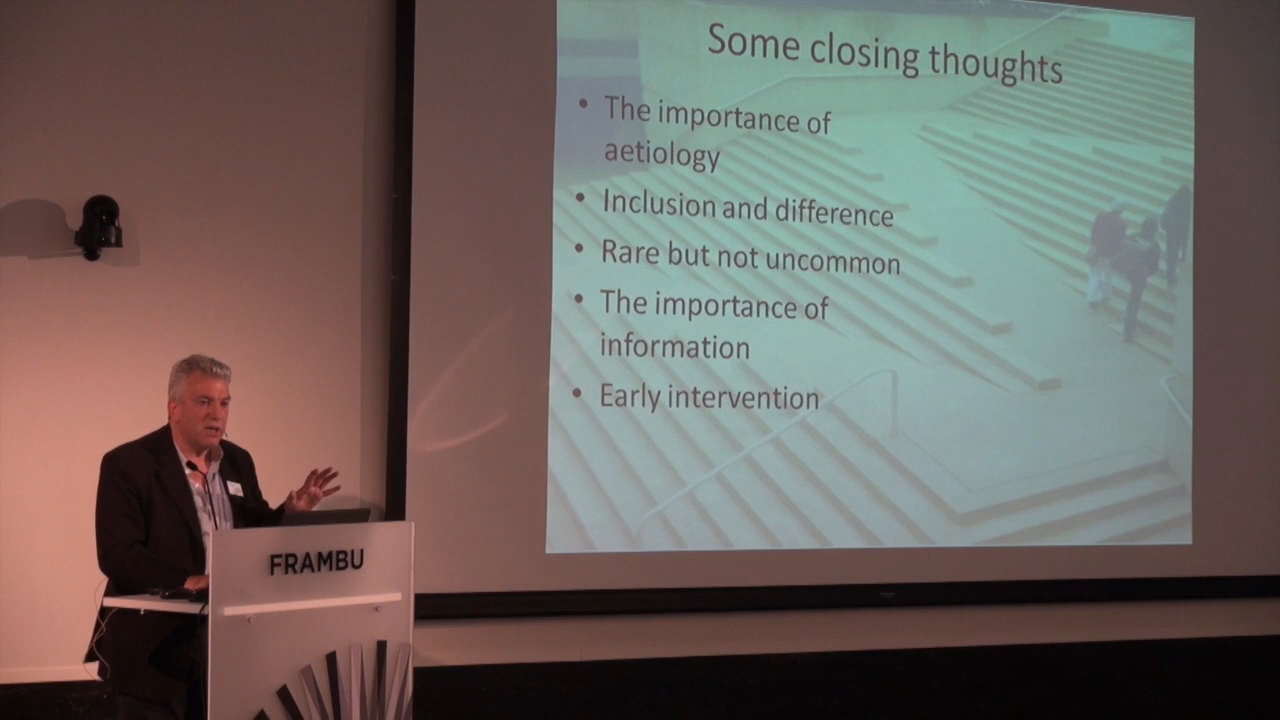 Some closing thoughts
• The importance of
aetiology
• Inclusion and difference
• Rare but not uncommon
• The importance of
information
• Early intervention
FRAMBU